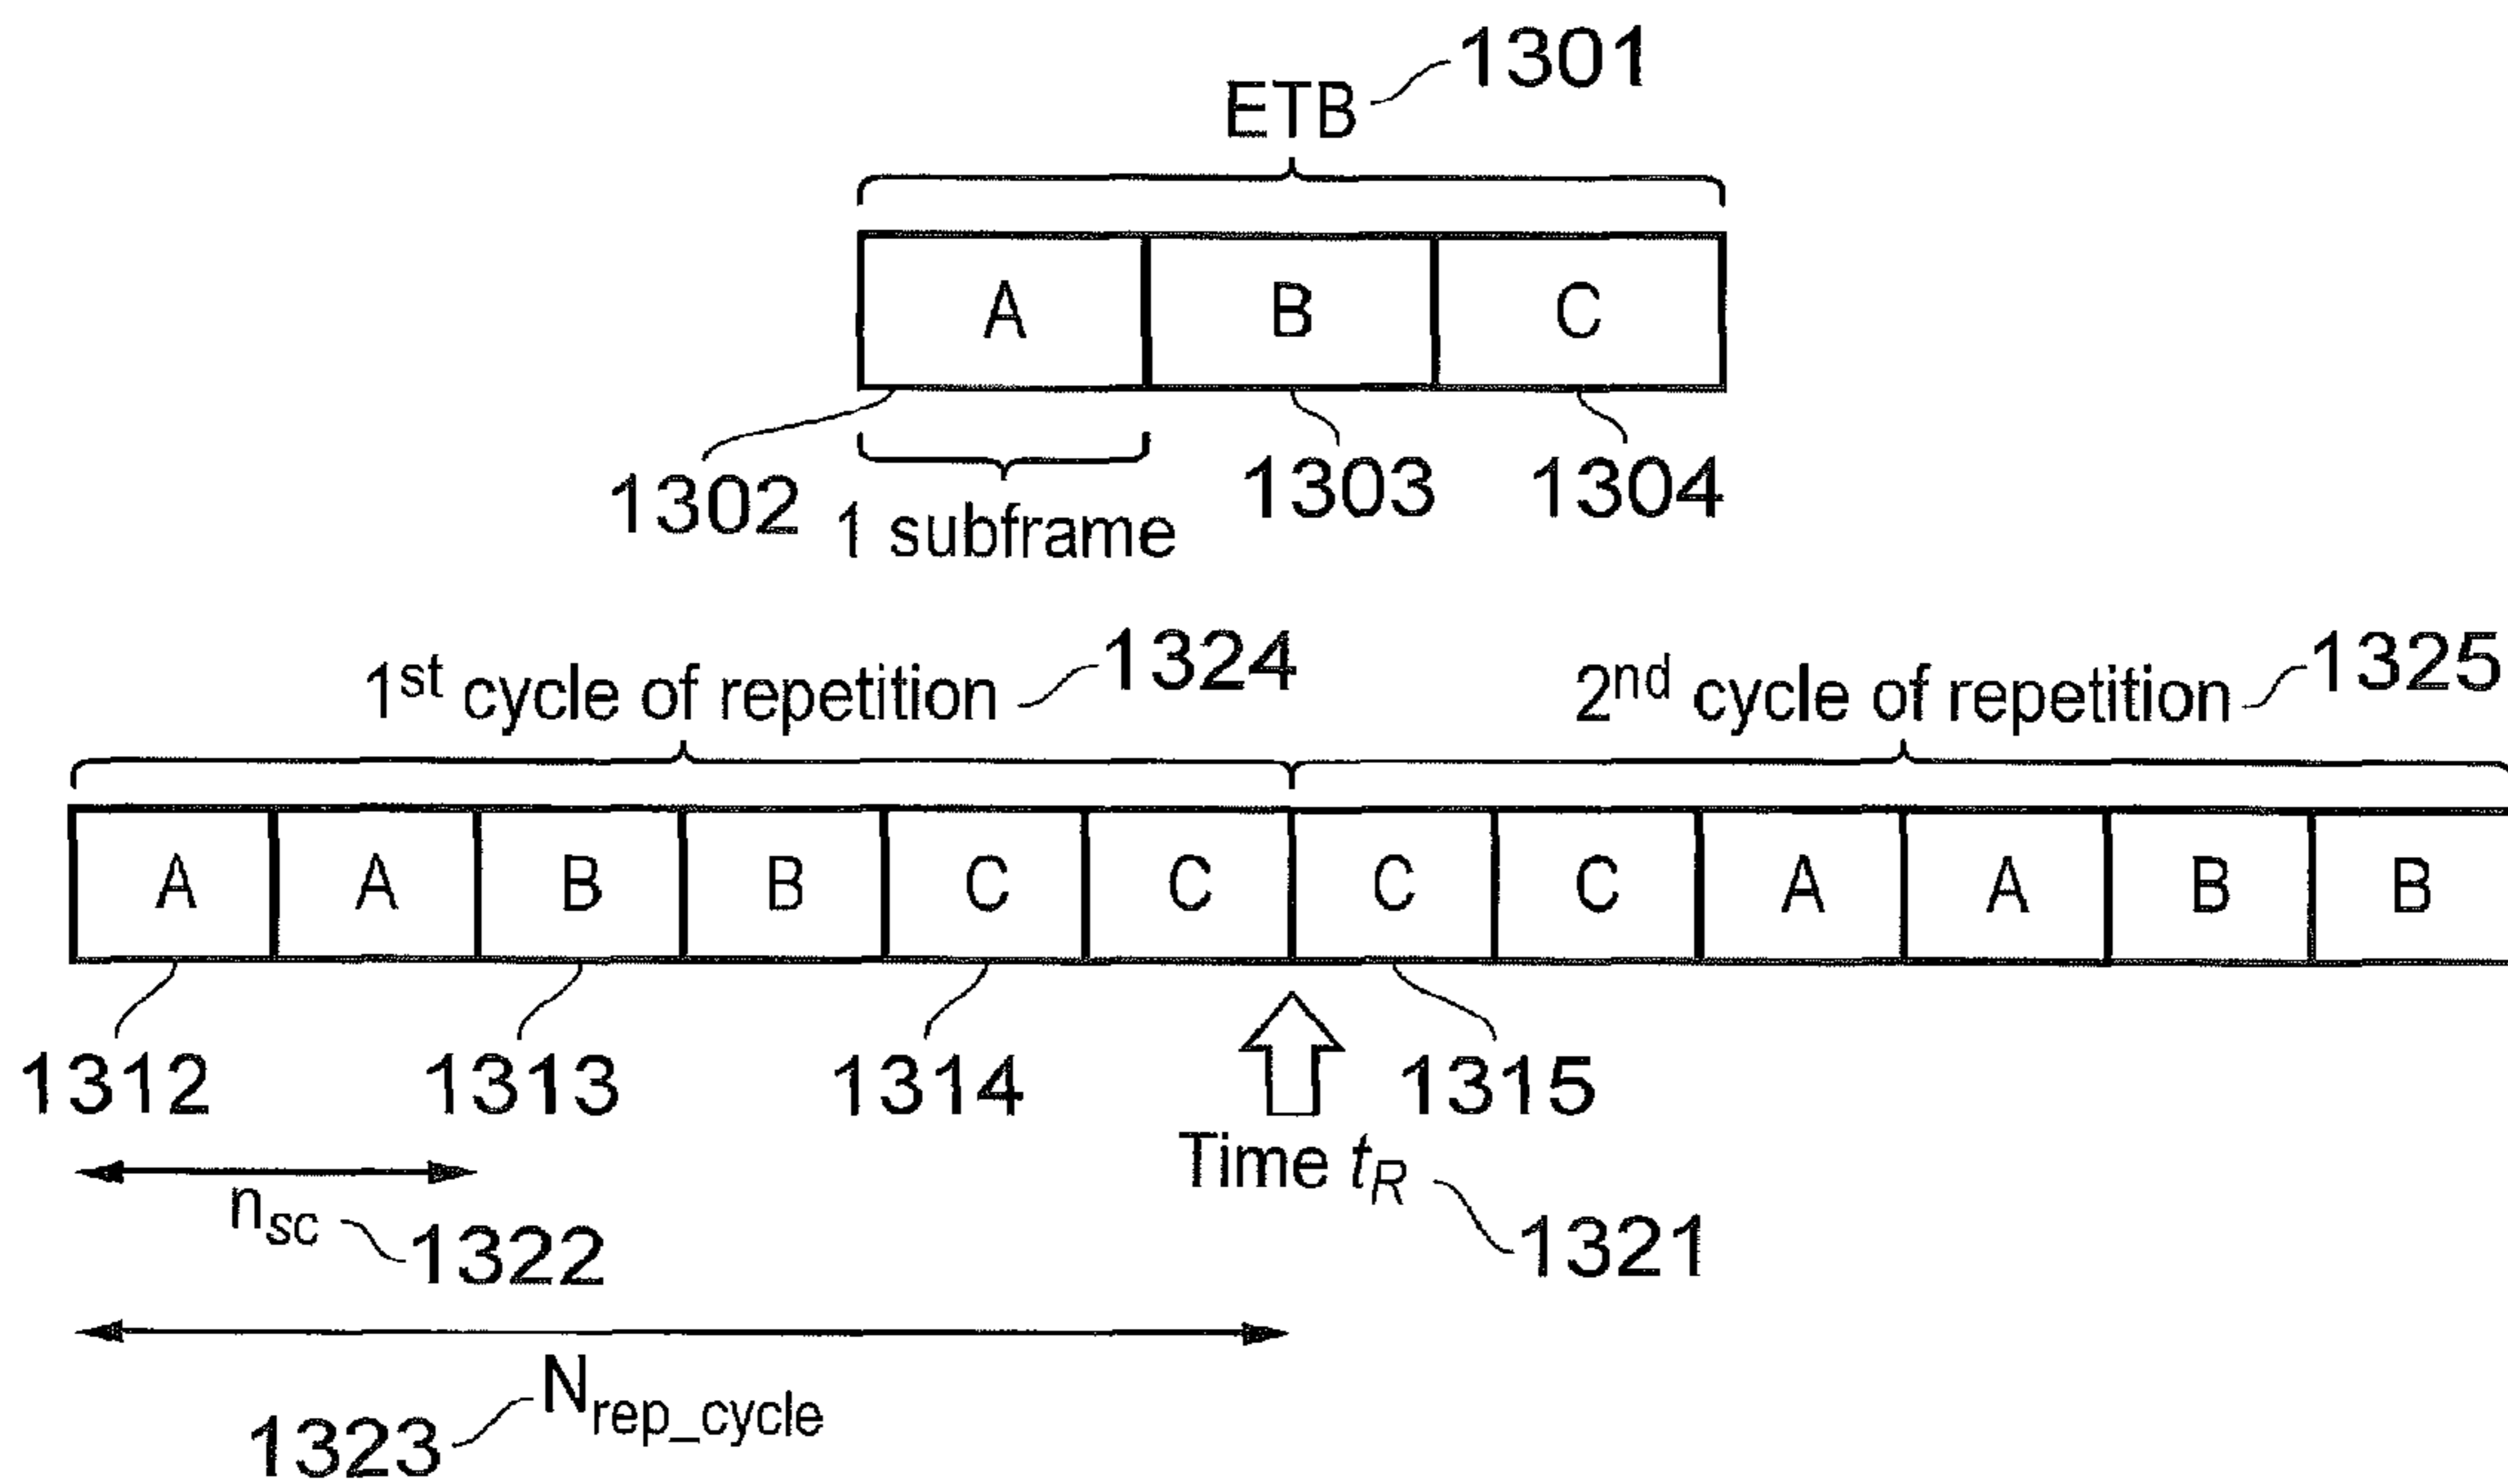 1301
ETB
A B C
1302 1303 1304
1 subframe
1st cycle of repetition 1324 2nd cycle of repetition 1325
A A B B C C C C A A B B
1312 1313 1314 1315
Time tR 1321
nsc 1322
Nrep_cycle
1323